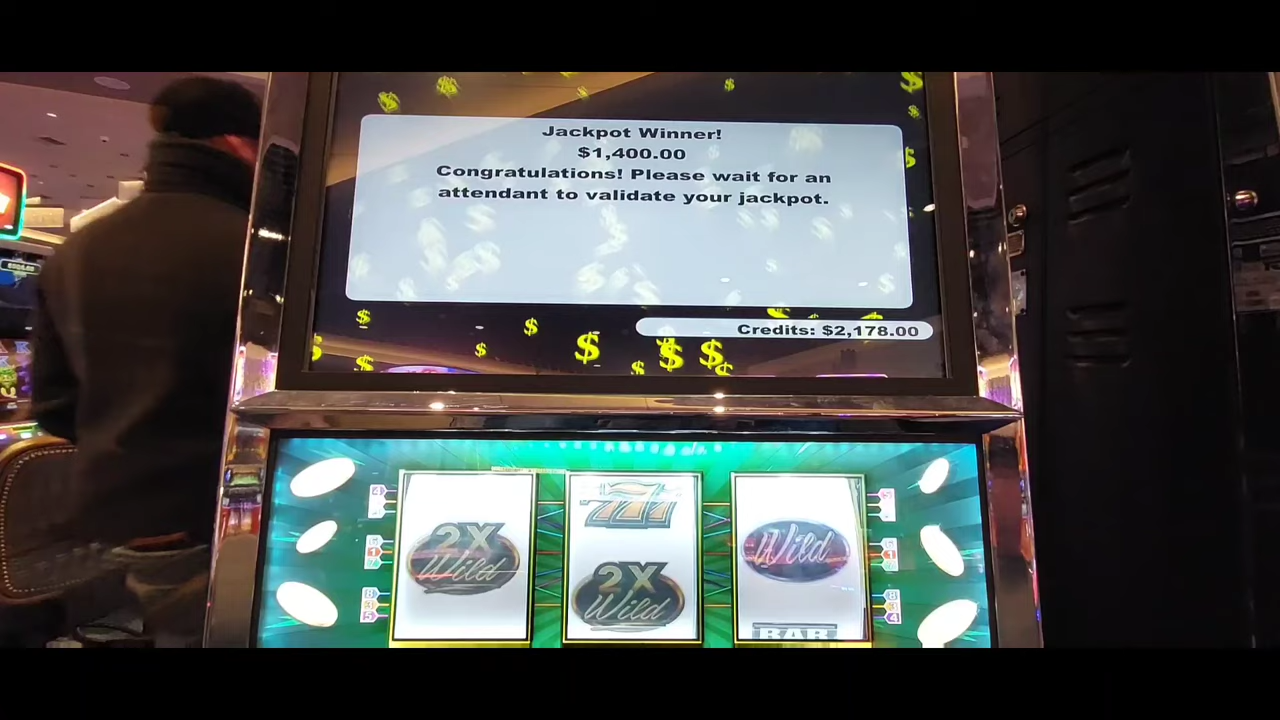 Jackpot Winner!
$1,400.00
Congratulations! Please wait for an
attendant to validate your jackpot.
Credits: $2,178.00
777
2X
Wild
2X
Wild
Wild
BAR